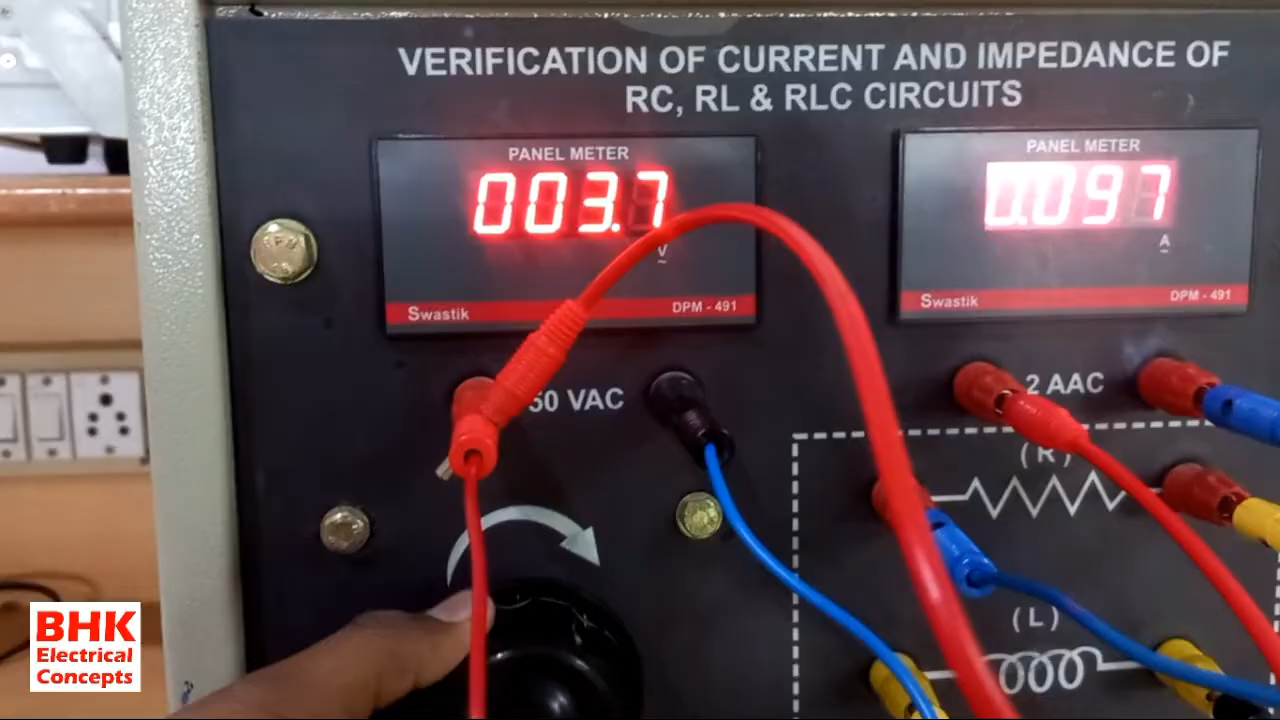 VERIFICATION OF CURRENT AND IMPEDANCE OF
RC, RL & RLC CIRCUITS
PANEL METER
003.7
V
~
Swastik
DPM - 491
PANEL METER
0.097
A
~
Swastik
DPM - 491
50 VAC
2 AAC
( R )
( L )
BHK
Electrical
Concepts